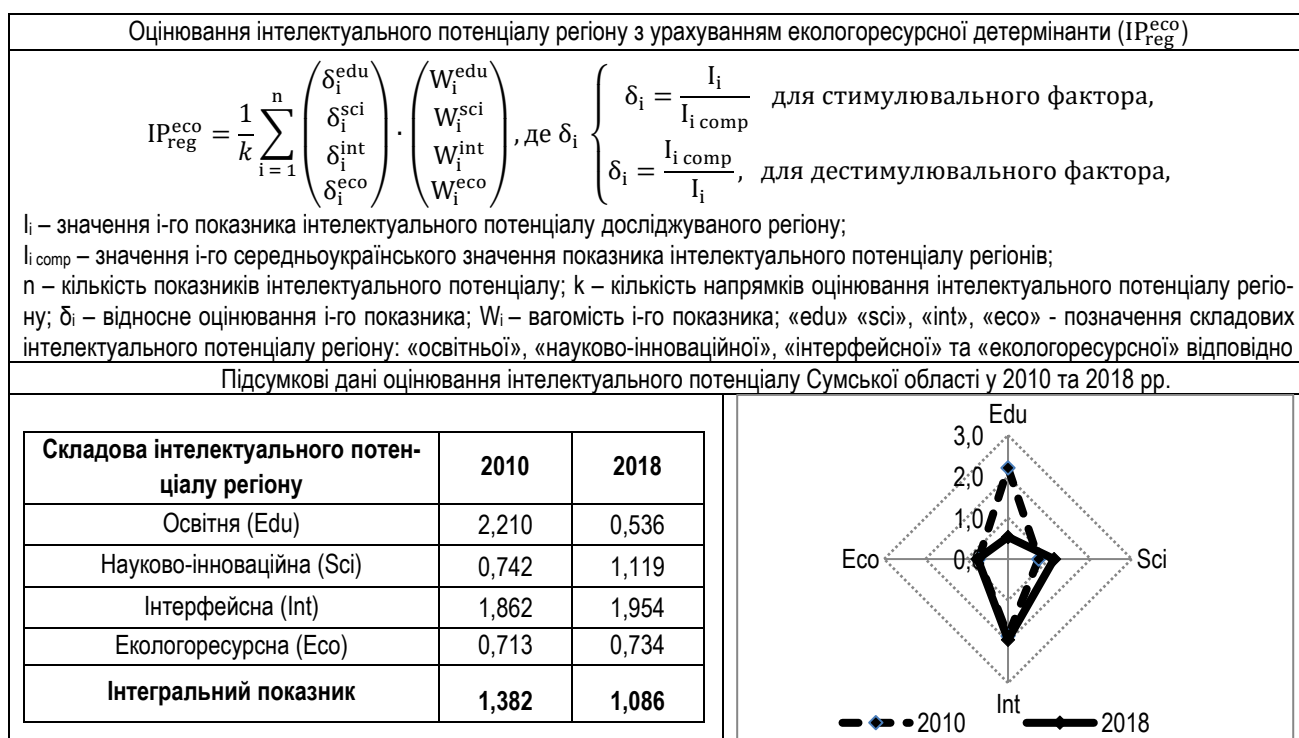 Оцінювання інтелектуального потенціалу регіону з урахуванням екологоресурсної детермінанти (IP_reg^eco)
IP_reg^eco = 1/k ∑_{i = 1}^{n} (δ_i^edu δ_i^sci δ_i^int δ_i^eco) · (W_i^edu W_i^sci W_i^int W_i^eco), де δ_i { δ_i = I_i / I_{i comp} для стимулювального фактора,
δ_i = I_{i comp} / I_i, для дестимулювального фактора,
I_i – значення i-го показника інтелектуального потенціалу досліджуваного регіону;
I_{i comp} – значення i-го середньоукраїнського значення показника інтелектуального потенціалу регіонів;
n – кількість показників інтелектуального потенціалу; k – кількість напрямків оцінювання інтелектуального потенціалу регіо-
ну; δ_i – відносне оцінювання i-го показника; W_i – вагомість i-го показника; «edu» «sci», «int», «eco» - позначення складових
інтелектуального потенціалу регіону: «освітньої», «науково-інноваційної», «інтерфейсної» та «екологоресурсної» відповідно
Підсумкові дані оцінювання інтелектуального потенціалу Сумської області у 2010 та 2018 рр.
Складова інтелектуального потен-
ціалу регіону 2010 2018
Освітня (Edu) 2,210 0,536
Науково-інноваційна (Sci) 0,742 1,119
Інтерфейсна (Int) 1,862 1,954
Екологоресурсна (Eco) 0,713 0,734
Інтегральний показник 1,382 1,086
Edu
3,0
2,0
1,0
Eco 0, Sci
Int
2010 2018